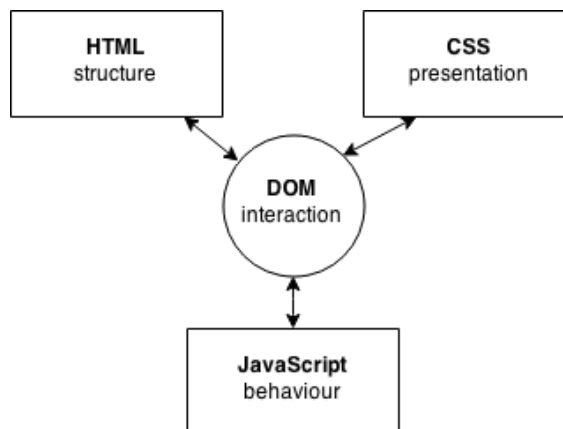 HTML
structure
CSS
presentation
DOM
interaction
JavaScript
behaviour